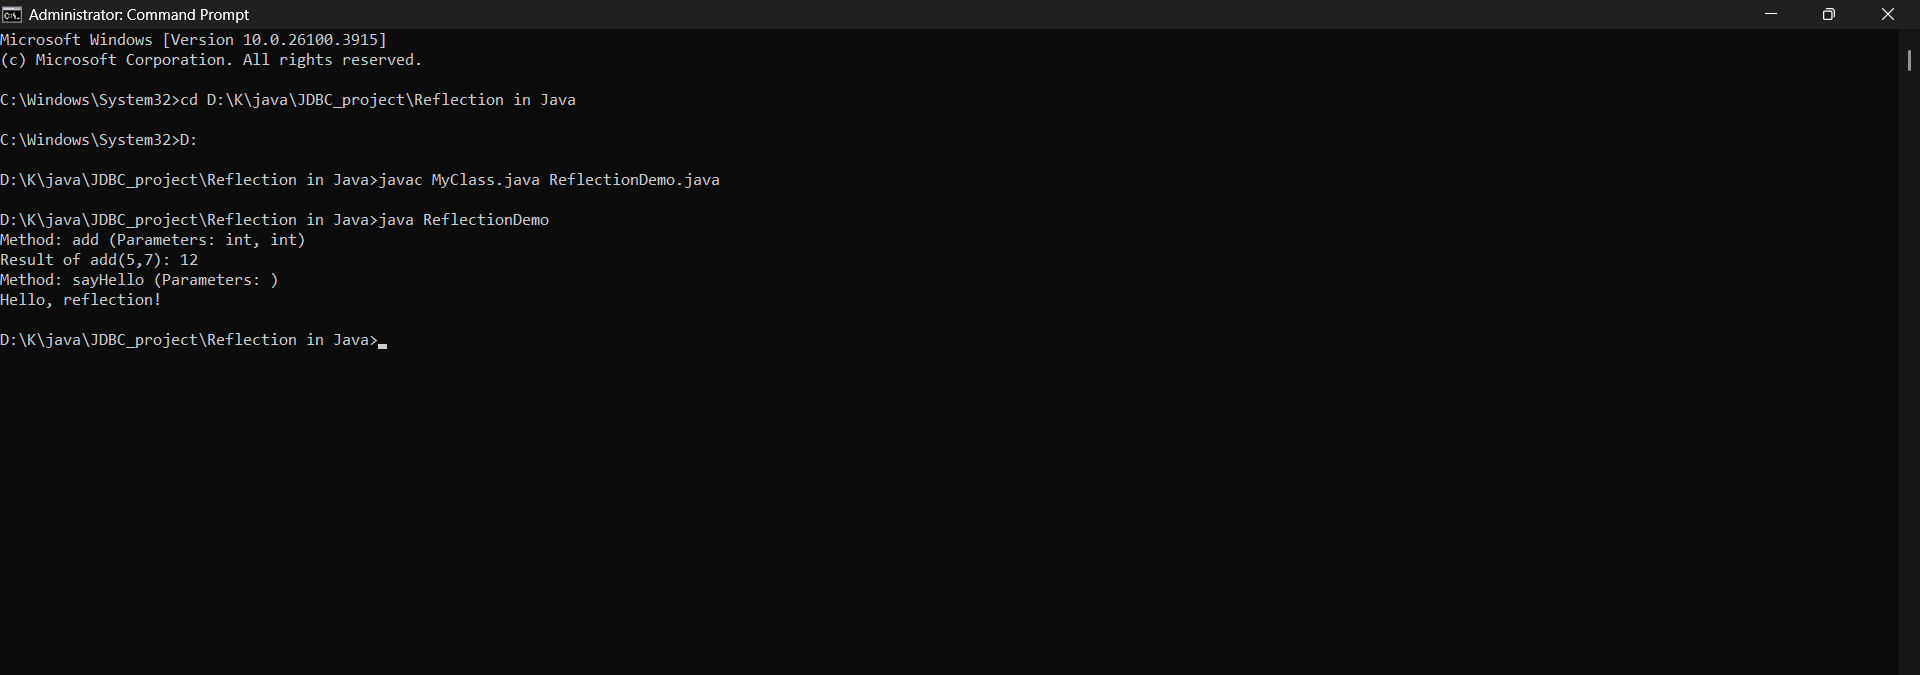 Administrator: Command Prompt
Microsoft Windows [Version 10.0.26100.3915]
(c) Microsoft Corporation. All rights reserved.
C:\Windows\System32>cd D:\K\java\JDBC_project\Reflection in Java
C:\Windows\System32>D:
D:\K\java\JDBC_project\Reflection in Java>javac MyClass.java ReflectionDemo.java
D:\K\java\JDBC_project\Reflection in Java>java ReflectionDemo
Method: add (Parameters: int, int)
Result of add(5,7): 12
Method: sayHello (Parameters: )
Hello, reflection!
D:\K\java\JDBC_project\Reflection in Java>